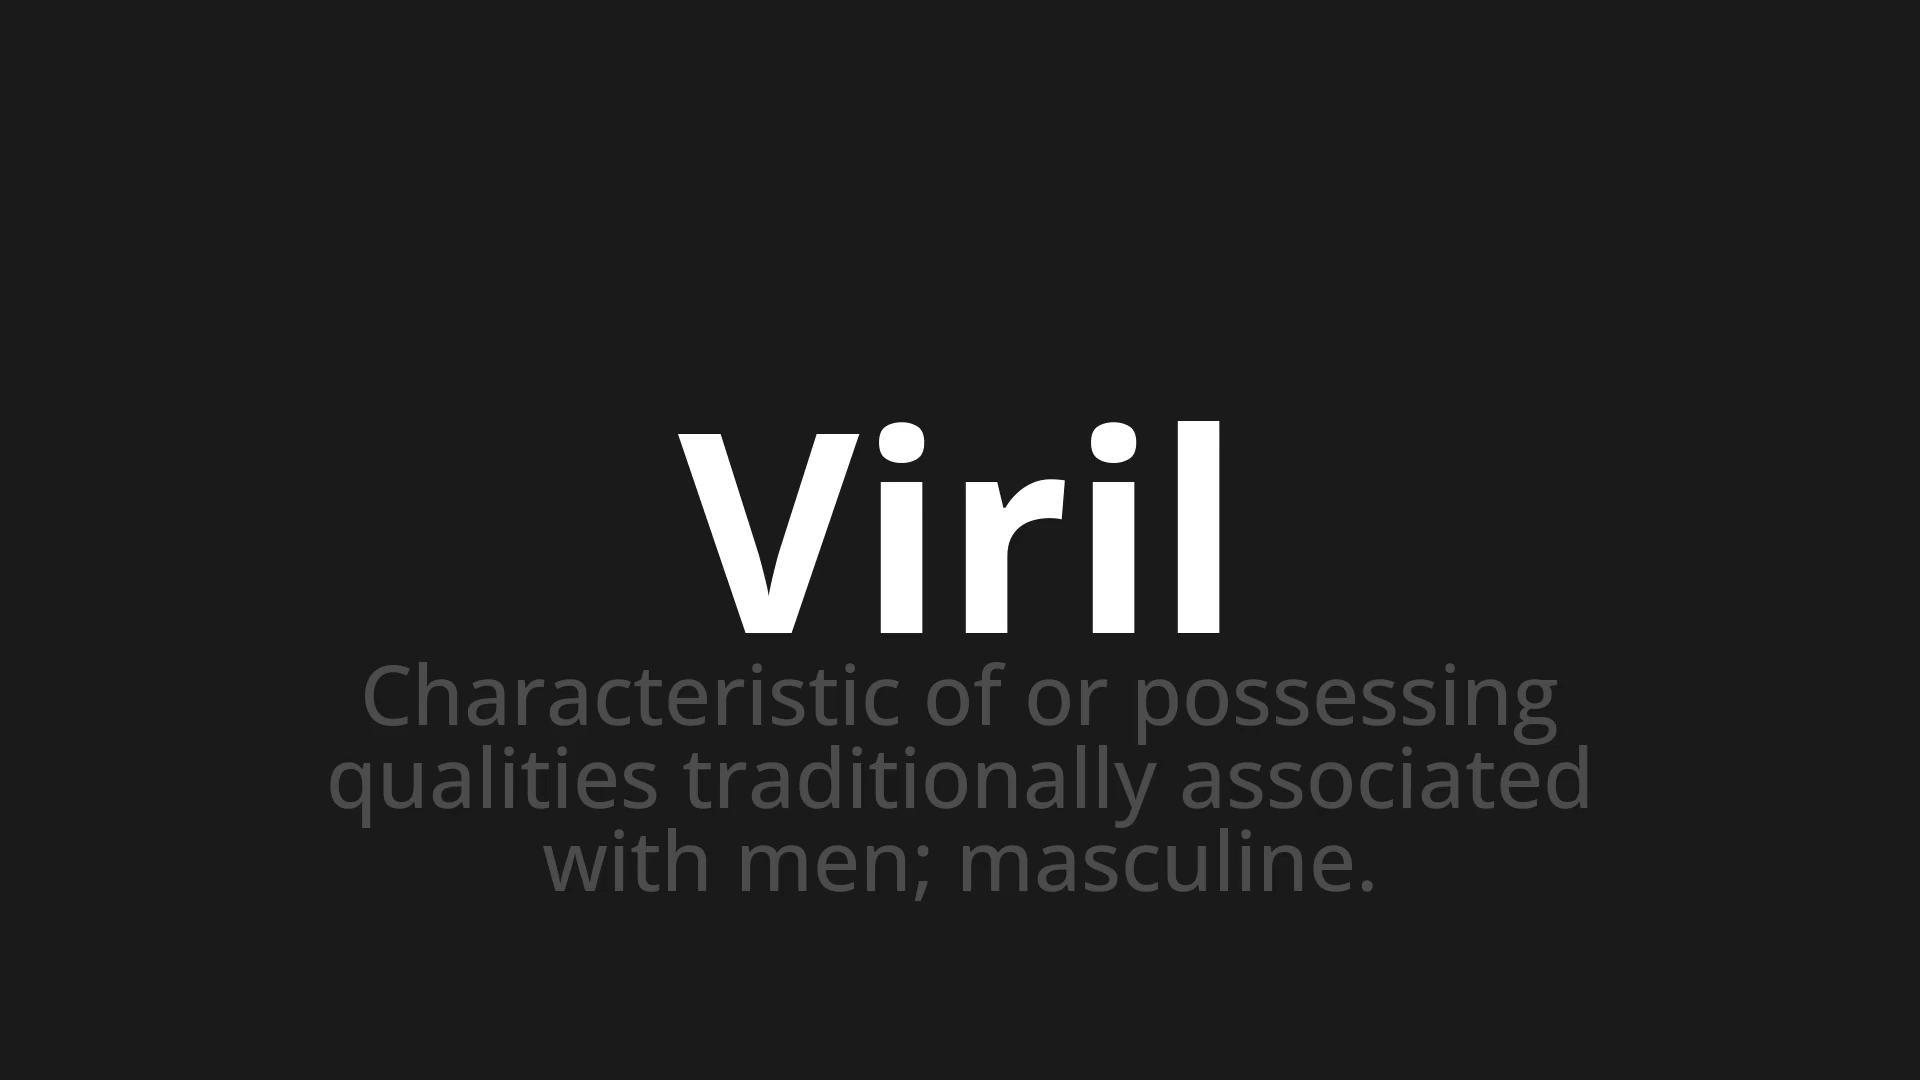 Viril
Characteristic of or possessing
qualities traditionally associated
with men; masculine.